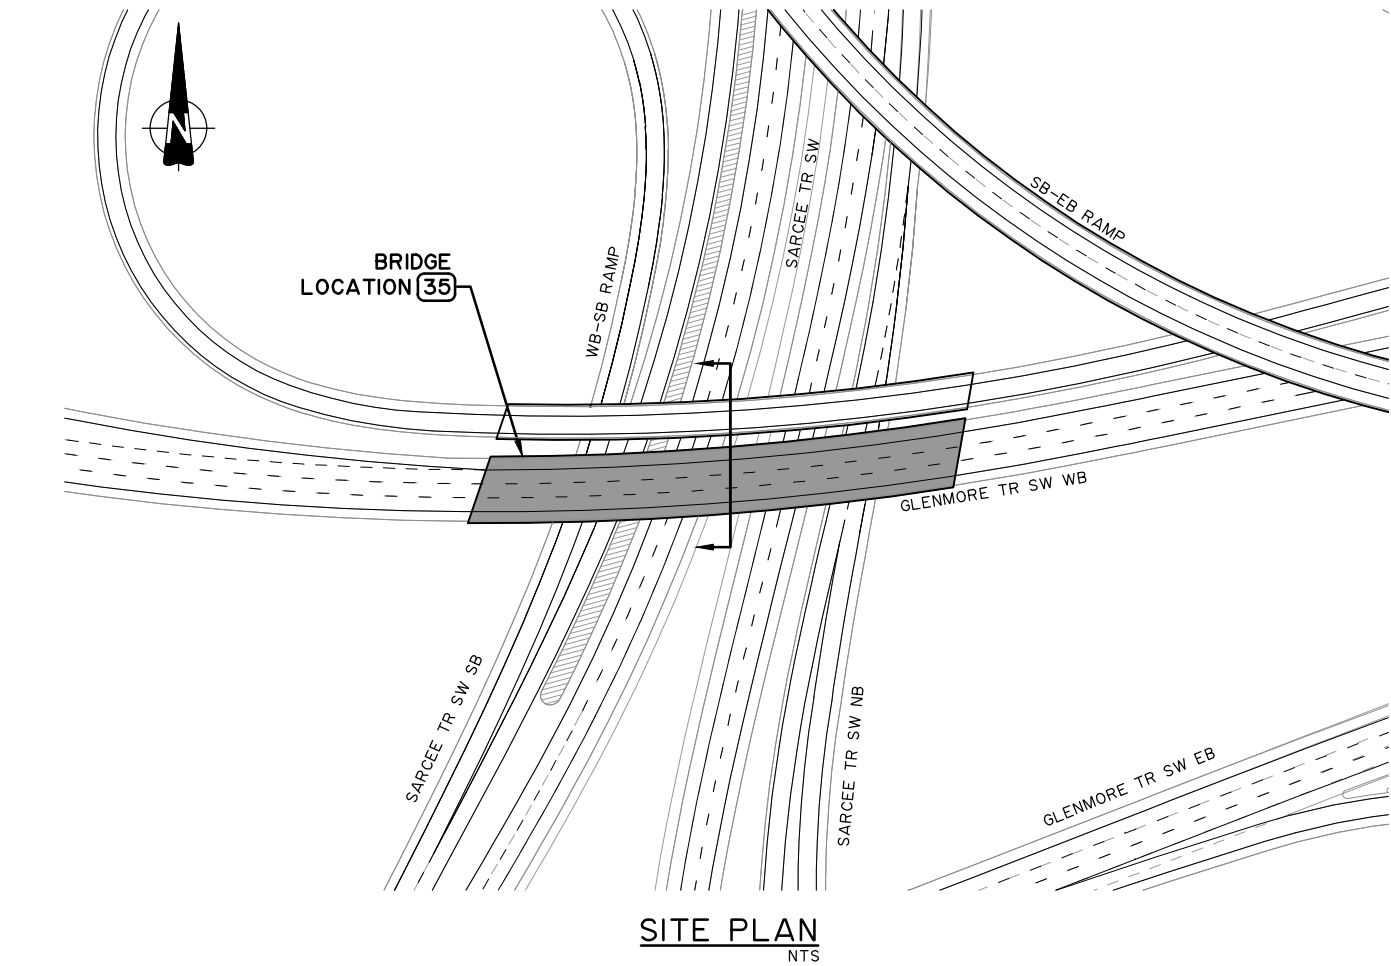 N
SARCEE TR SW
SB-EB RAMP
BRIDGE
LOCATION 35
WB-SB RAMP
GLENMORE TR SW WB
SARCEE TR SW SB
SARCEE TR SW NB
GLENMORE TR SW EB
SITE PLAN
NTS